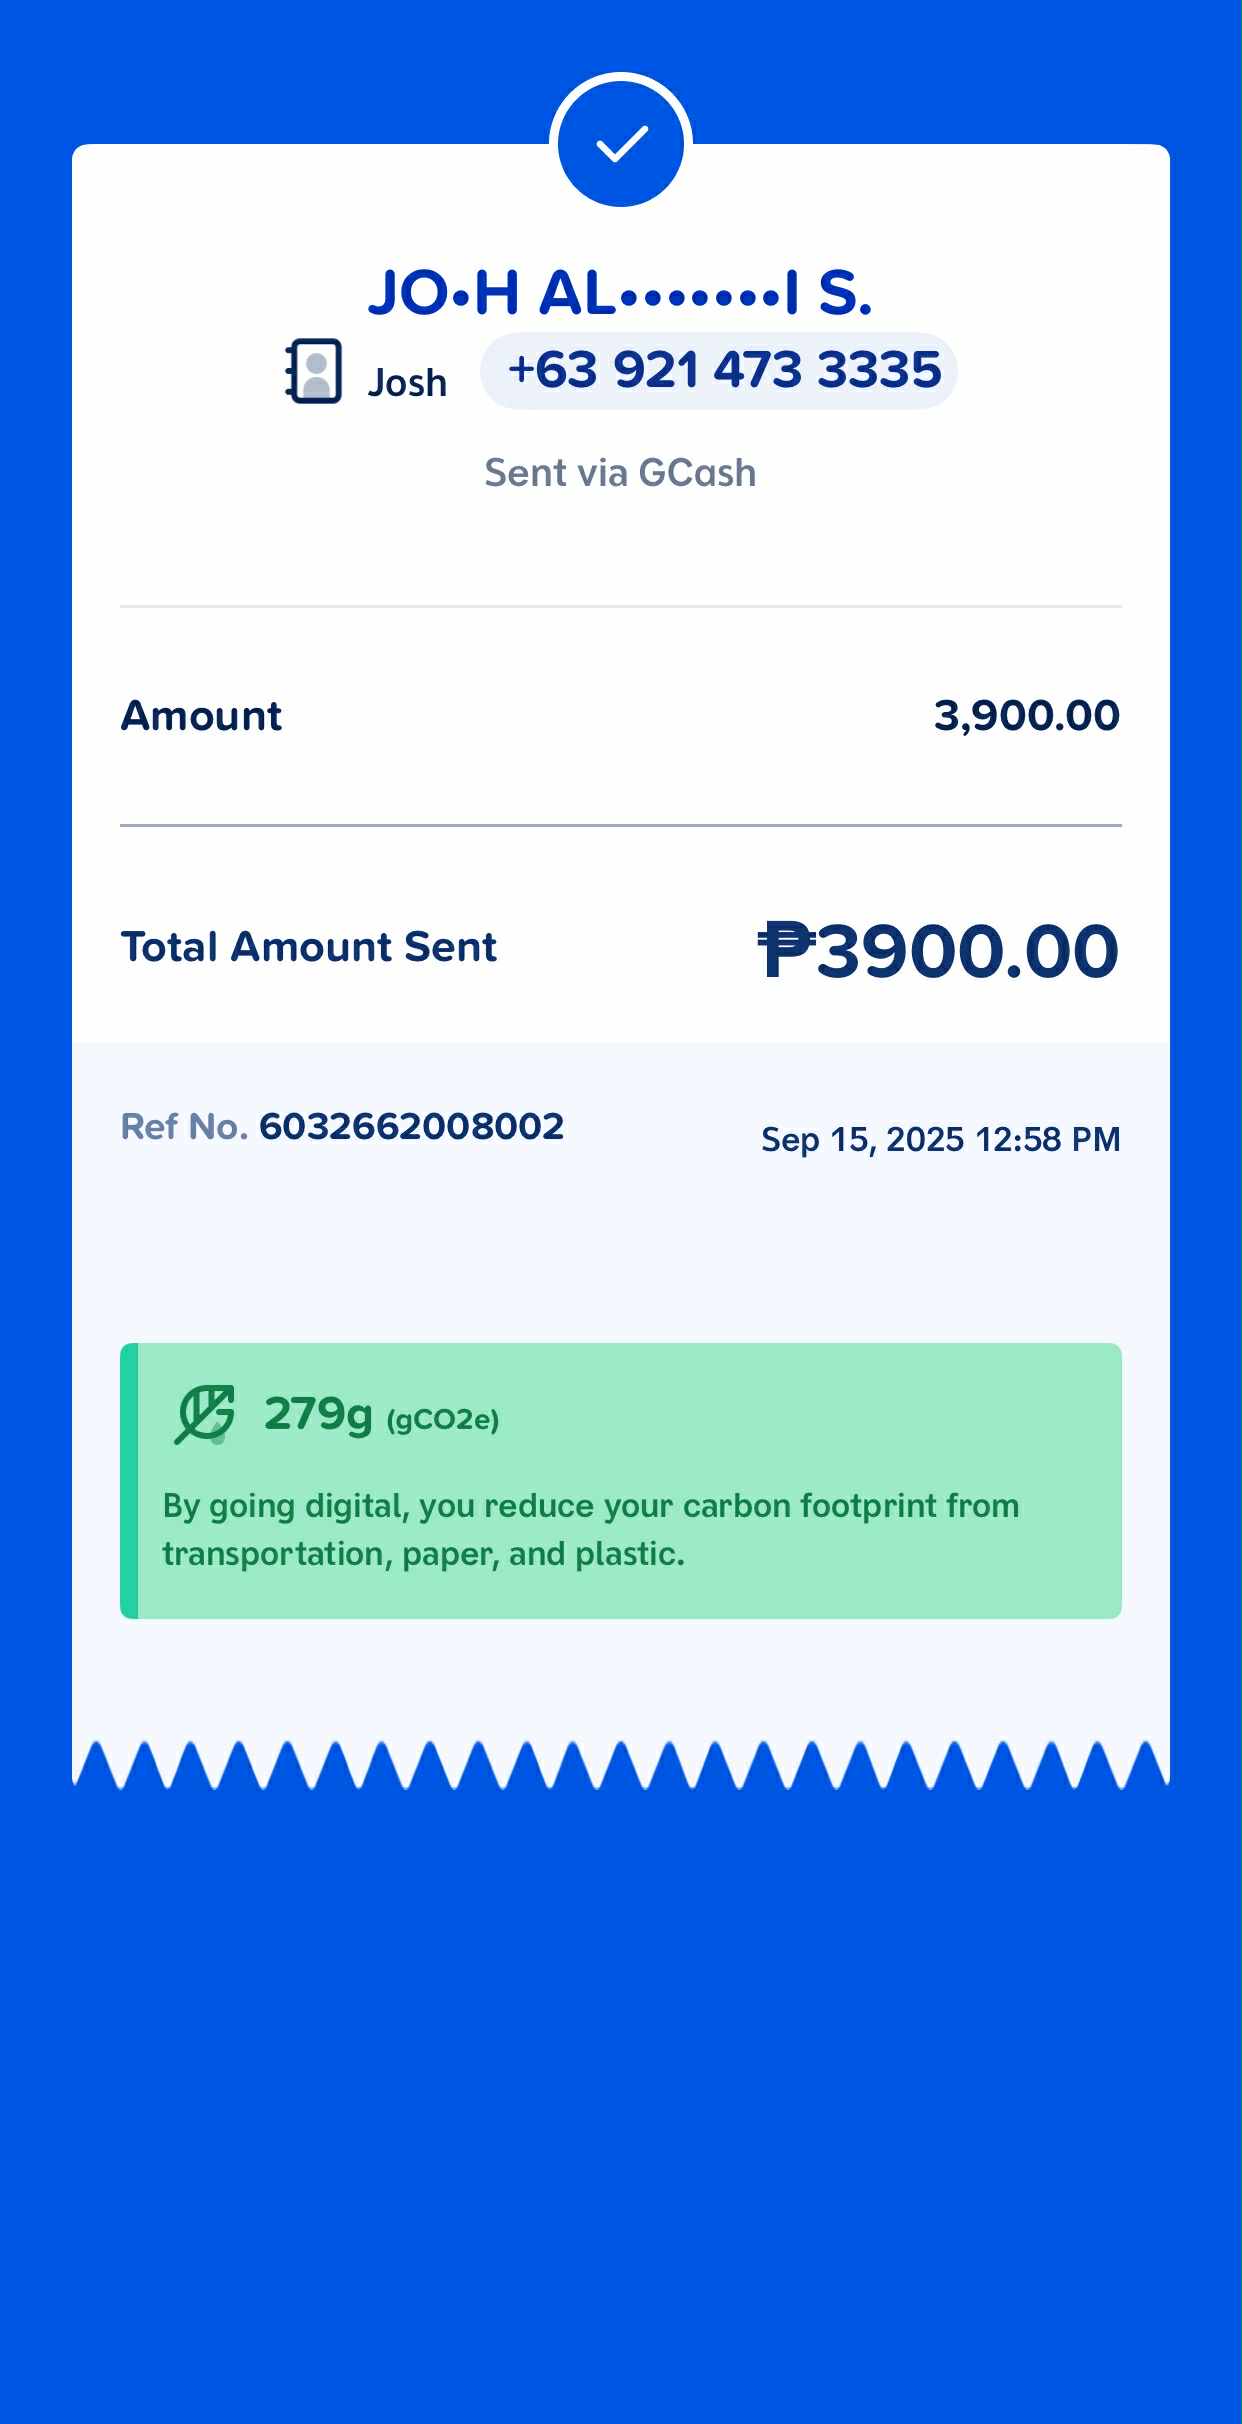 JO•H AL•••••••I S.
Josh +63 921 473 3335
Sent via GCash
Amount 3,900.00
Total Amount Sent ₱3900.00
Ref No. 6032662008002 Sep 15, 2025 12:58 PM
279g (gCO2e)
By going digital, you reduce your carbon footprint from
transportation, paper, and plastic.